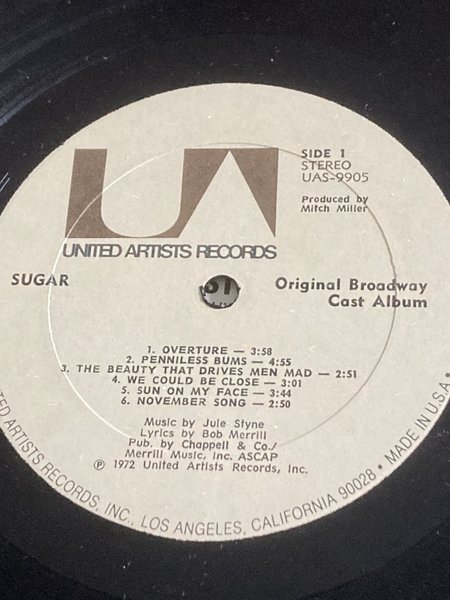 UA
UNITED ARTISTS RECORDS
SIDE 1
STEREO
UAS-9905
Produced by
Mitch Miller
SUGAR
Original Broadway
Cast Album
1. OVERTURE — 3:58
2. PENNILESS BUMS — 4:55
3. THE BEAUTY THAT DRIVES MEN MAD — 2:51
4. WE COULD BE CLOSE — 3:01
5. SUN ON MY FACE — 3:44
6. NOVEMBER SONG — 2:50
Music by Jule Styne
Lyrics by Bob Merrill
Pub. by Chappell & Co./
Merrill Music, Inc. ASCAP
Ⓟ 1972 United Artists Records, Inc.
UNITED ARTISTS RECORDS, INC., LOS ANGELES, CALIFORNIA 90028 • MADE IN U.S.A. •